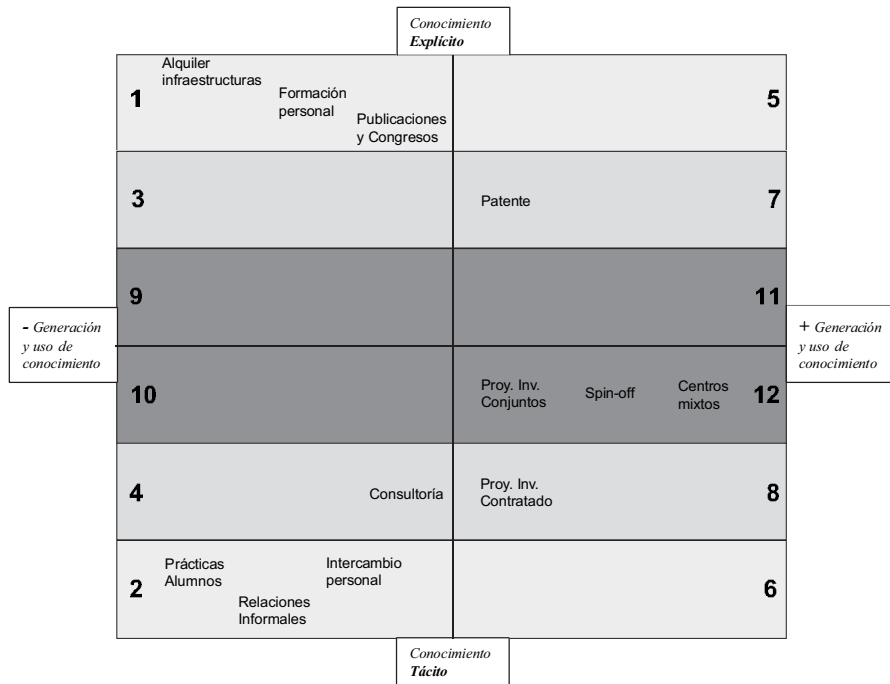 Conocimiento
Explícito
1
Alquiler
infraestructuras
Formación
personal
Publicaciones
y Congresos
5
3
Patente
7
9
11
- Generación
y uso de
conocimiento
+ Generación
y uso de
conocimiento
10
Proy. Inv.
Conjuntos
Spin-off
Centros
mixtos
12
4
Consultoría
Proy. Inv.
Contratado
8
2
Prácticas
Alumnos
Relaciones
Informales
Intercambio
personal
6
Conocimiento
Tácito